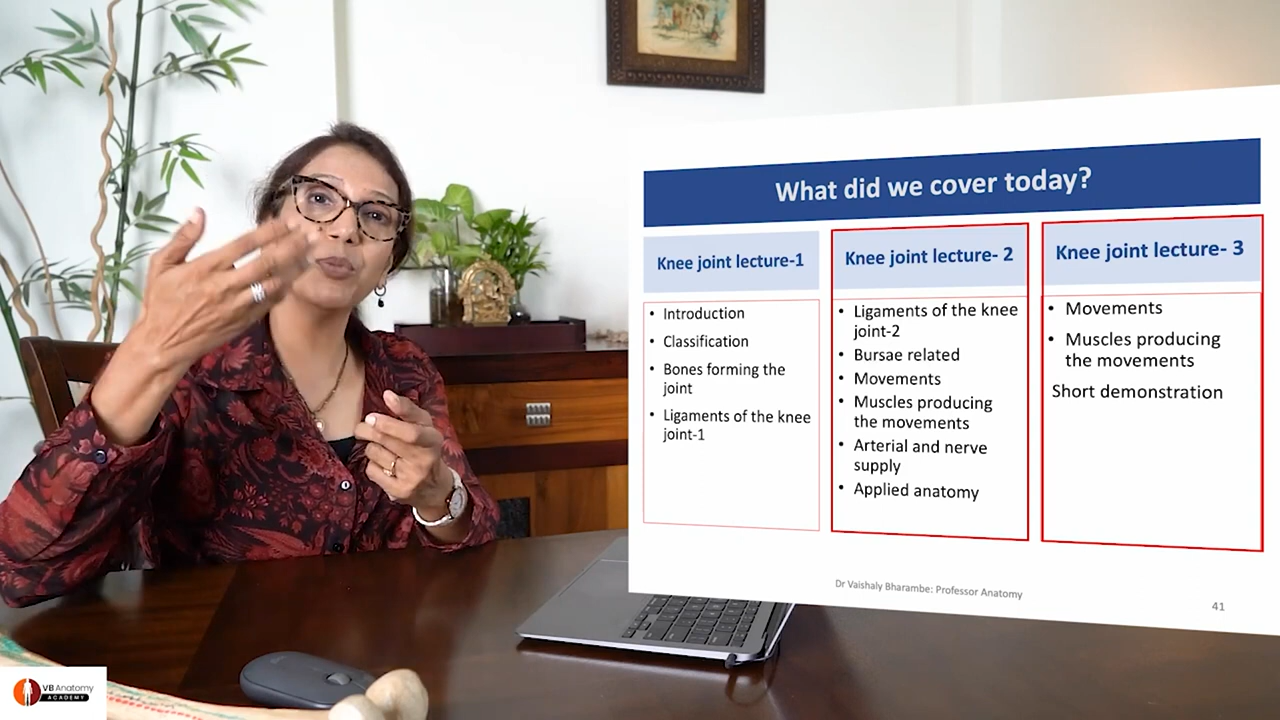 What did we cover today?
Knee joint lecture-1
• Introduction
• Classification
• Bones forming the
joint
• Ligaments of the knee
joint-1
Knee joint lecture- 2
• Ligaments of the knee
joint-2
• Bursae related
• Movements
• Muscles producing
the movements
• Arterial and nerve
supply
• Applied anatomy
Knee joint lecture- 3
• Movements
• Muscles producing
the movements
Short demonstration
Dr Vaishaly Bharambe: Professor Anatomy
41
VB Anatomy
ACADEMY